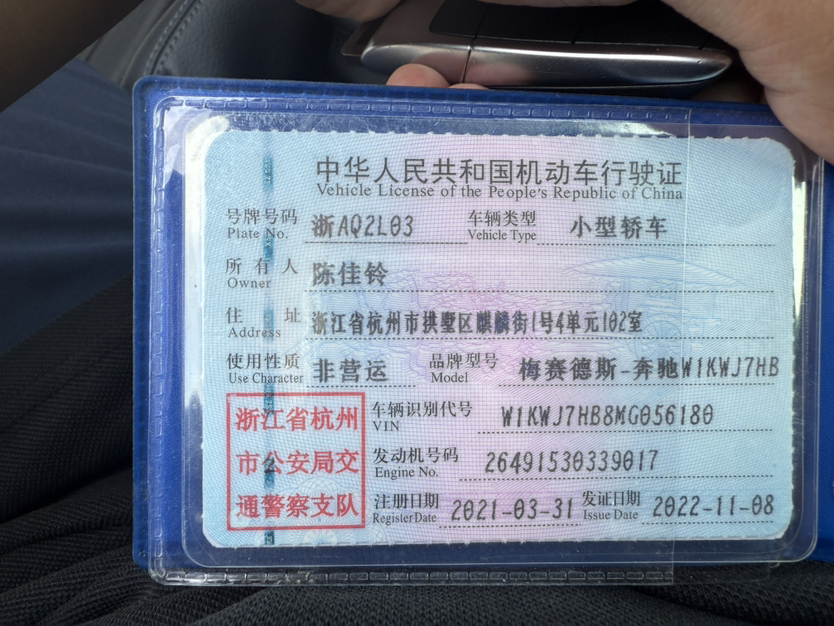 中华人民共和国机动车行驶证
Vehicle License of the People's Republic of China
号牌号码 浙AQ2L03 车辆类型 小型轿车
Plate No. Vehicle Type
所有人 陈佳铃
Owner
住址 浙江省杭州市拱墅区麒麟街1号4单元102室
Address
使用性质 非营运 品牌型号 梅赛德斯-奔驰W1KWJ7HB
Use Character Model
浙江省杭州 车辆识别代号 W1KWJ7HB8MG056180
VIN
市公安局交 发动机号码 26491530339017
Engine No.
通警察支队 注册日期 2021-03-31 发证日期 2022-11-08
Register Date Issue Date